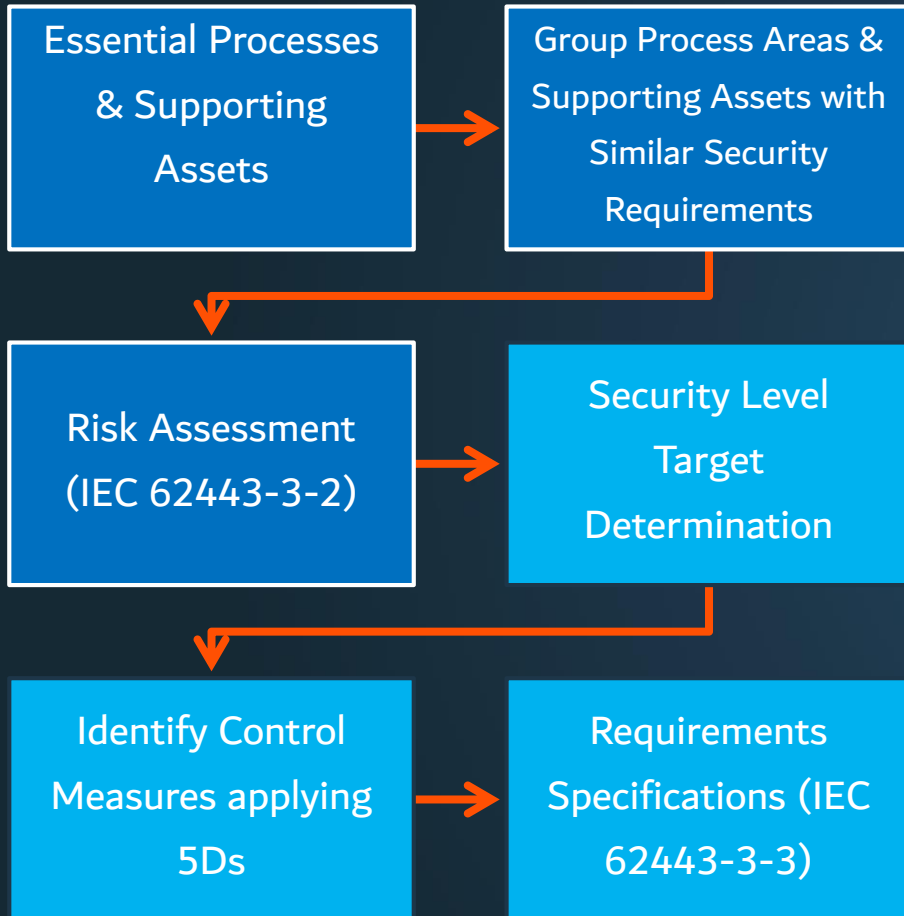 Essential Processes
& Supporting
Assets
Group Process Areas &
Supporting Assets with
Similar Security
Requirements
Risk Assessment
(IEC 62443-3-2)
Security Level
Target
Determination
Identify Control
Measures applying
5Ds
Requirements
Specifications (IEC
62443-3-3)